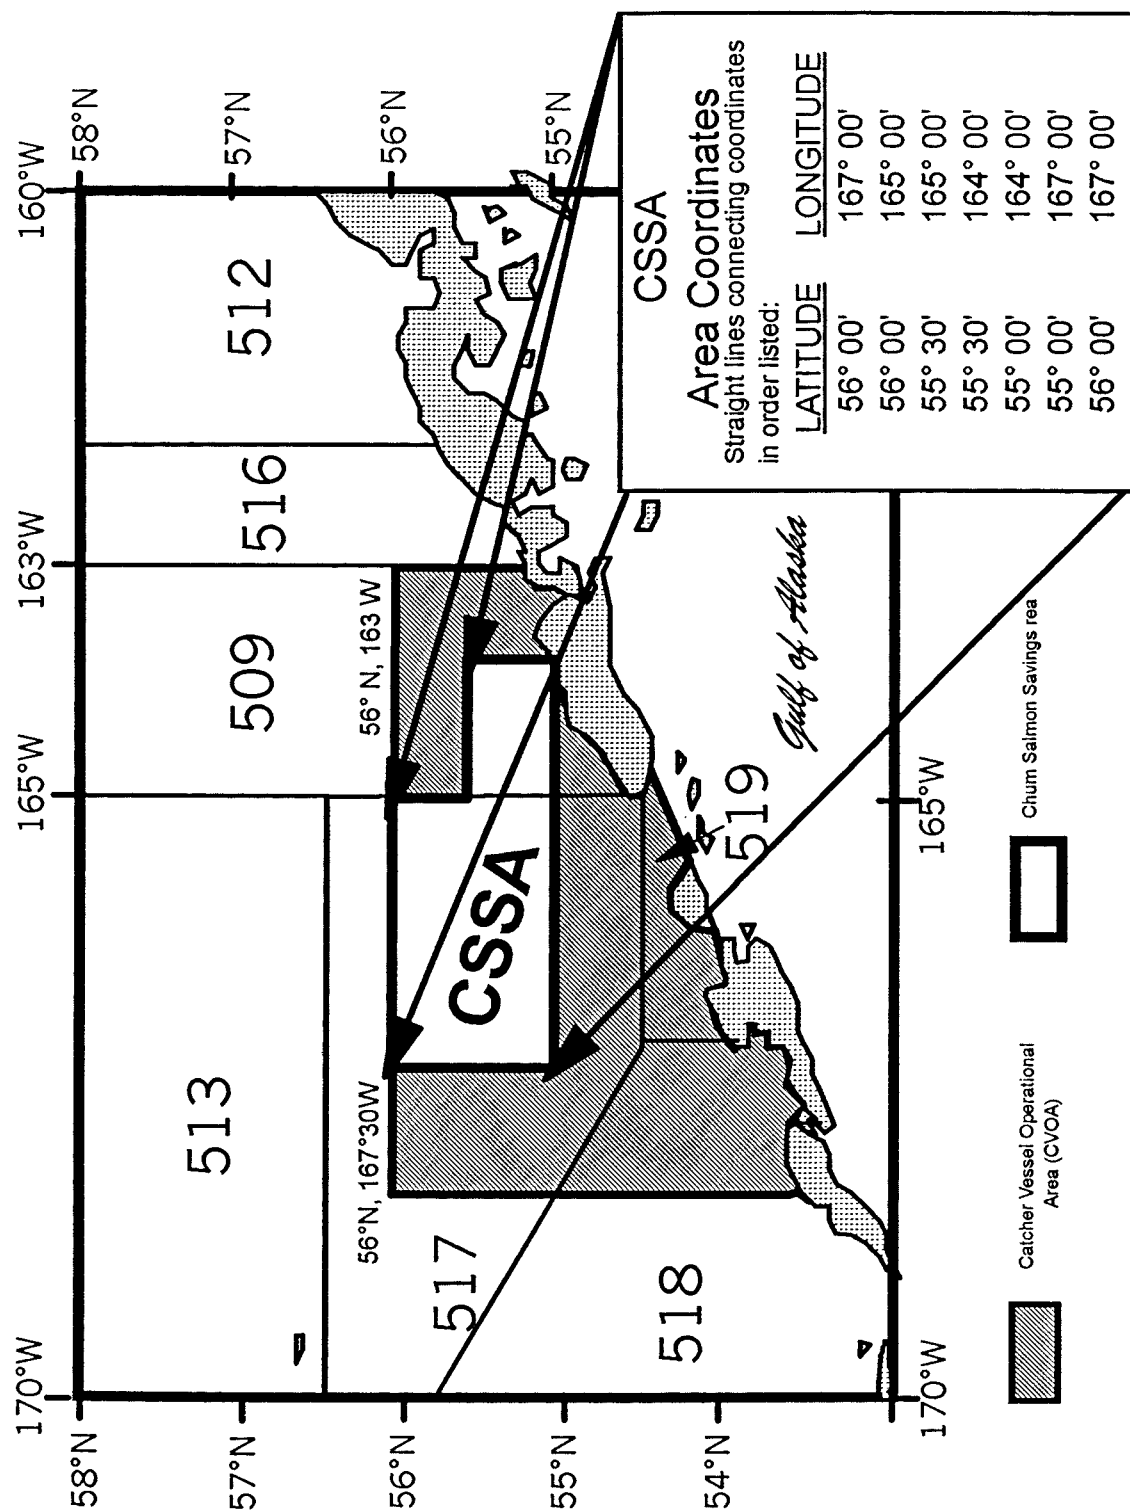 170°W
165°W
163°W
160°W
58°N
57°N
56°N
55°N
54°N
58°N
57°N
56°N
55°N
513
509
516
512
56°N, 167°30W
56° N, 163 W
517
CSSA
518
519
Gulf of Alaska
170°W
165°W
CSSA
Area Coordinates
Straight lines connecting coordinates
in order listed:
LATITUDE LONGITUDE
56° 00' 167° 00'
56° 00' 165° 00'
55° 30' 165° 00'
55° 30' 164° 00'
55° 00' 164° 00'
55° 00' 167° 00'
56° 00' 167° 00'
Catcher Vessel Operational
Area (CVOA)
Chum Salmon Savings rea